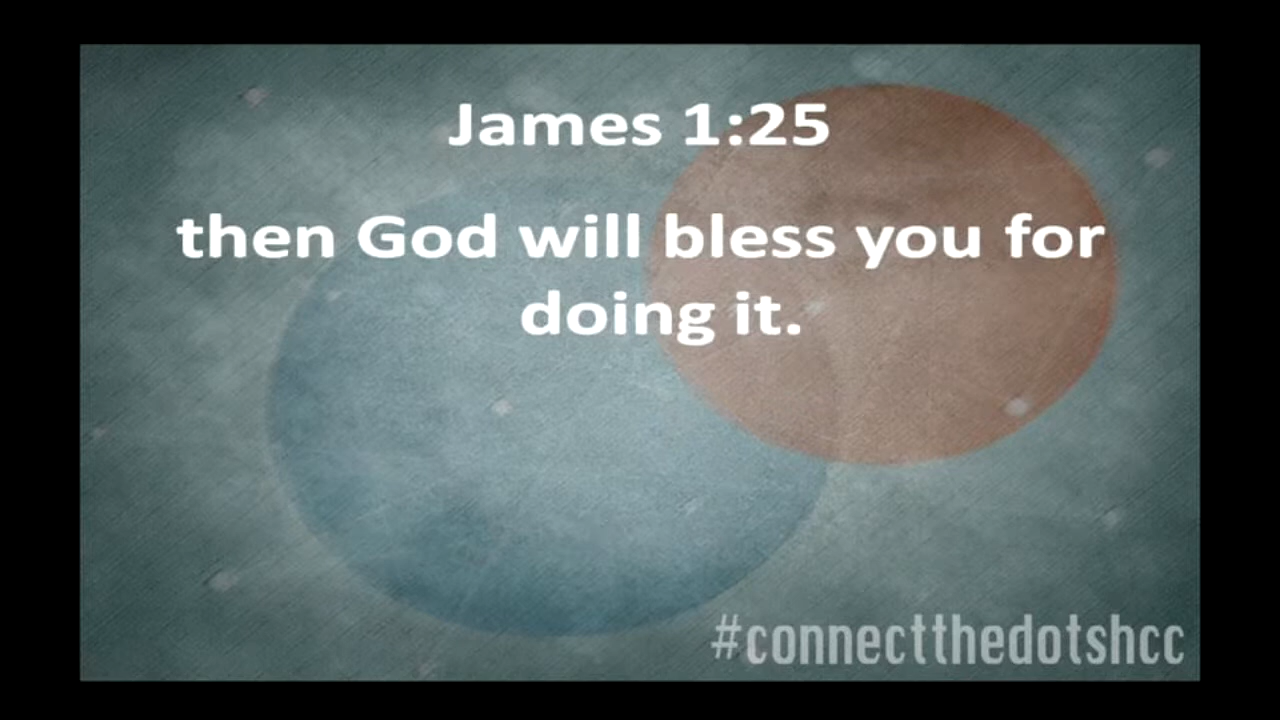 James 1:25
then God will bless you for
doing it.
#connectthedotshcc